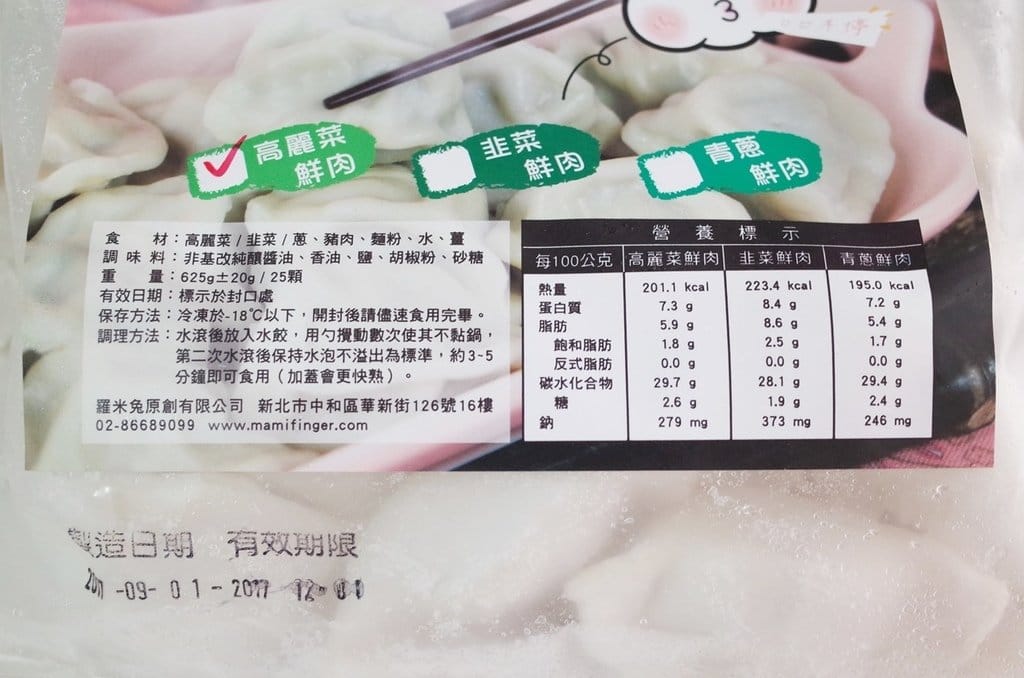 3
高麗菜
鮮肉
韭菜
鮮肉
青蔥
鮮肉
食 材：高麗菜/韭菜/蔥、豬肉、麵粉、水、薑
調 味 料：非基改純釀醬油、香油、鹽、胡椒粉、砂糖
重 量：625g±20g/25顆
有效日期：標示於封口處
保存方法：冷凍於-18℃以下，開封後請儘速食用完畢。
調理方法：水滾後放入水餃，用勺攪動數次使其不黏鍋，
第二次水滾後保持水泡不溢出為標準，約3~5
分鐘即可食用（加蓋會更快熟）。
羅米兔原創有限公司 新北市中和區華新街126號16樓
02-86689099 www.mamifinger.com
營養標示
每100公克 高麗菜鮮肉 韭菜鮮肉 青蔥鮮肉
熱量 201.1 kcal 223.4 kcal 195.0 kcal
蛋白質 7.3 g 8.4 g 7.2 g
脂肪 5.9 g 8.6 g 5.4 g
飽和脂肪 1.8 g 2.5 g 1.7 g
反式脂肪 0.0 g 0.0 g 0.0 g
碳水化合物 29.7 g 28.1 g 29.4 g
糖 2.6 g 1.9 g 2.4 g
鈉 279 mg 373 mg 246 mg
製造日期 有效期限
-09-01-2017